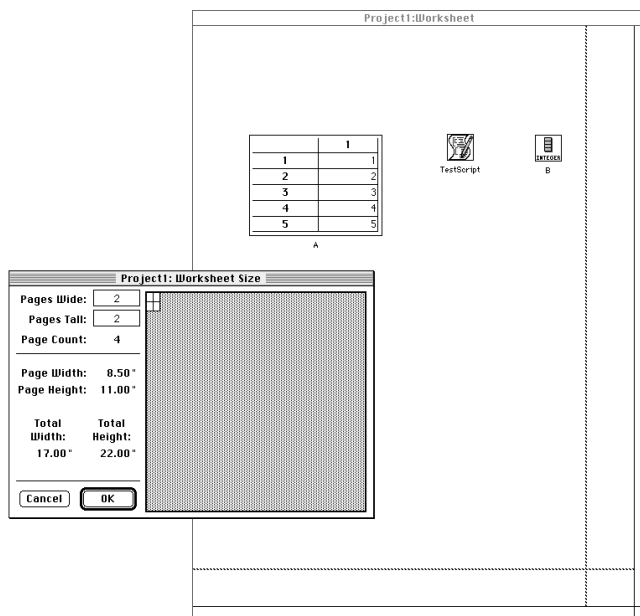 Project1:Worksheet
1
1 1
2 2
3 3
4 4
5 5
A
TestScript
INTEGER
B
Project1: Worksheet Size
Pages Wide: 2
Pages Tall: 2
Page Count: 4
Page Width: 8.50"
Page Height: 11.00"
Total Total
Width: Height:
17.00" 22.00"
Cancel OK